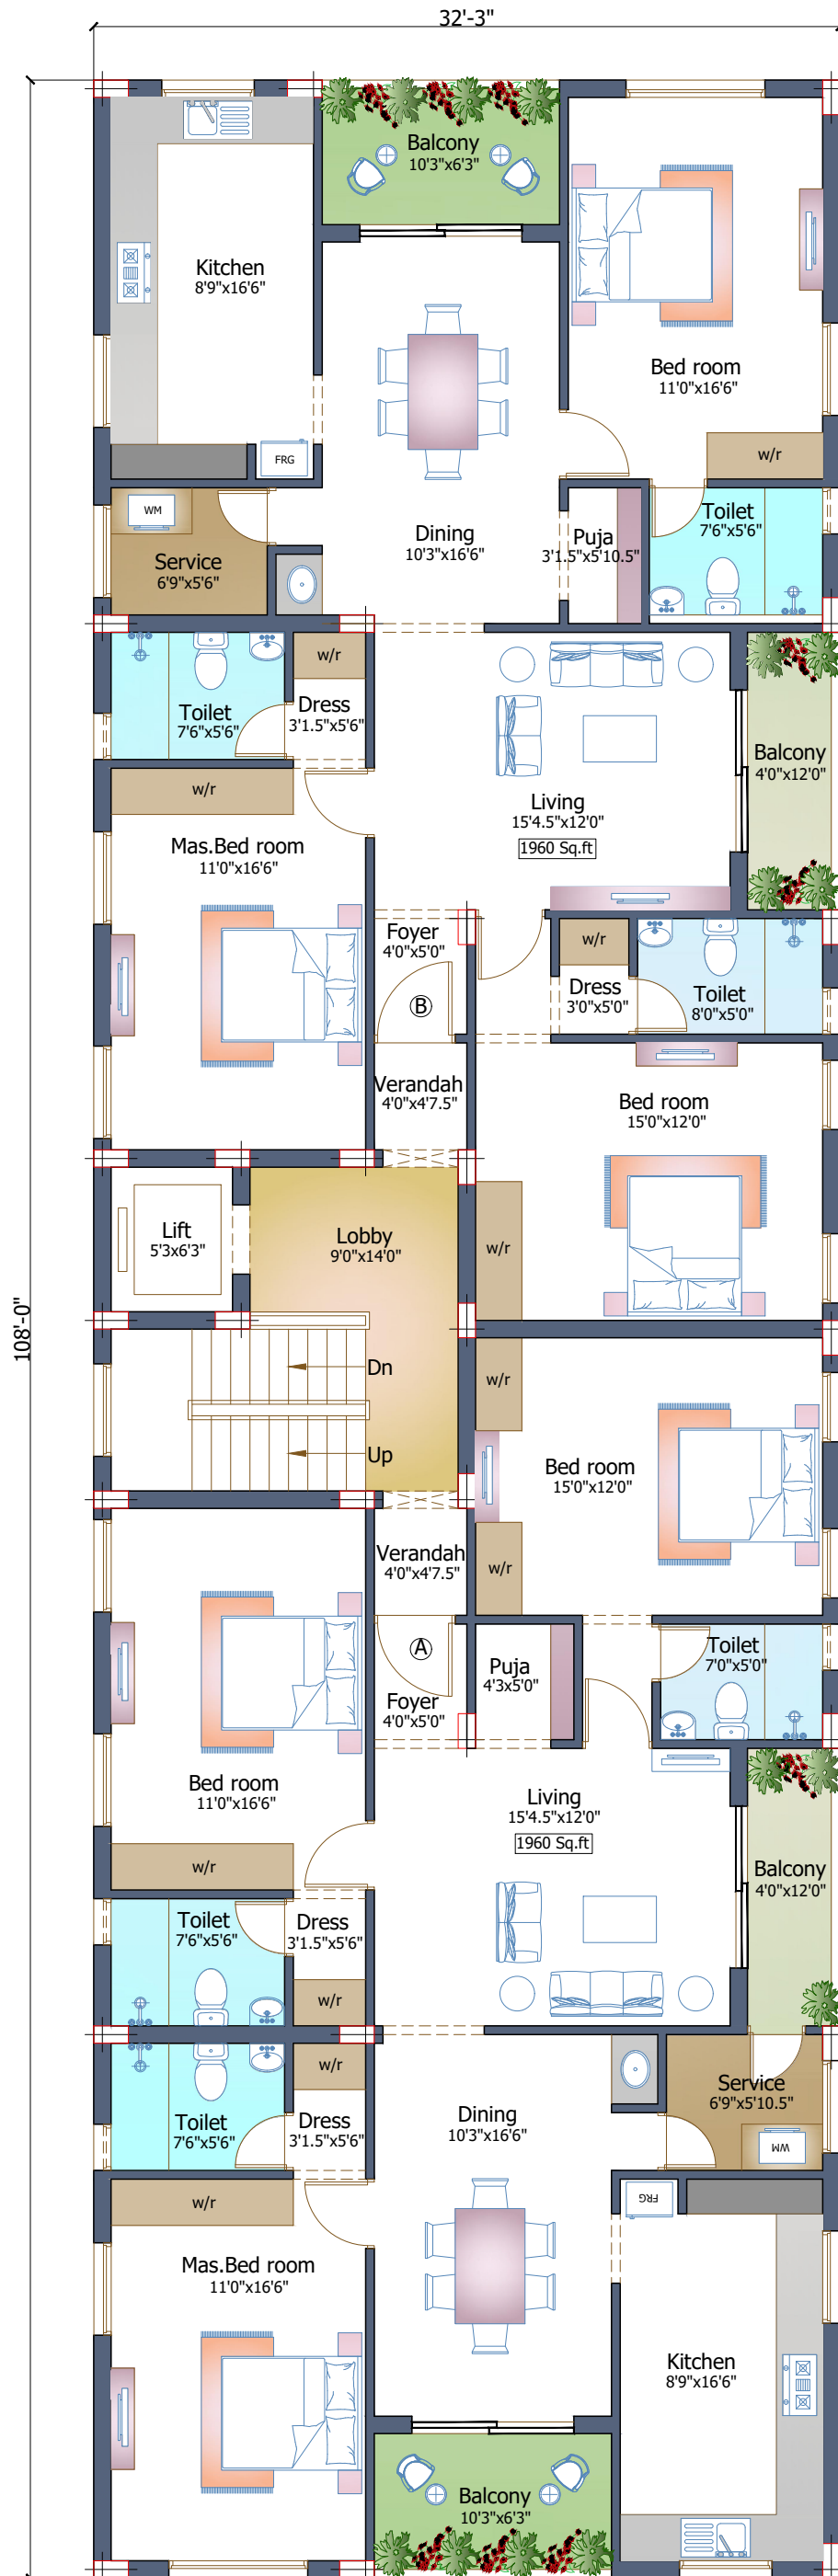 32'-3"
108'-0"
Balcony
10'3"x6'3"
Kitchen
8'9"x16'6"
Bed room
11'0"x16'6"
FRG
w/r
WM
Dining
10'3"x16'6"
Puja
3'1.5"x5'10.5"
Toilet
7'6"x5'6"
Service
6'9"x5'6"
w/r
Toilet
7'6"x5'6"
Dress
3'1.5"x5'6"
Balcony
4'0"x12'0"
w/r
Living
15'4.5"x12'0"
1960 Sq.ft
Mas.Bed room
11'0"x16'6"
Foyer
4'0"x5'0"
w/r
B
Dress
3'0"x5'0"
Toilet
8'0"x5'0"
Verandah
4'0"x4'7.5"
Bed room
15'0"x12'0"
Lift
5'3x6'3"
Lobby
9'0"x14'0"
w/r
Dn
w/r
Up
Bed room
15'0"x12'0"
Verandah
4'0"x4'7.5"
w/r
A
Puja
4'3x5'0"
Toilet
7'0"x5'0"
Foyer
4'0"x5'0"
Bed room
11'0"x16'6"
Living
15'4.5"x12'0"
1960 Sq.ft
w/r
Balcony
4'0"x12'0"
Toilet
7'6"x5'6"
Dress
3'1.5"x5'6"
w/r
w/r
Service
6'9"x5'10.5"
Toilet
7'6"x5'6"
Dress
3'1.5"x5'6"
Dining
10'3"x16'6"
WM
w/r
FRG
Mas.Bed room
11'0"x16'6"
Kitchen
8'9"x16'6"
Balcony
10'3"x6'3"